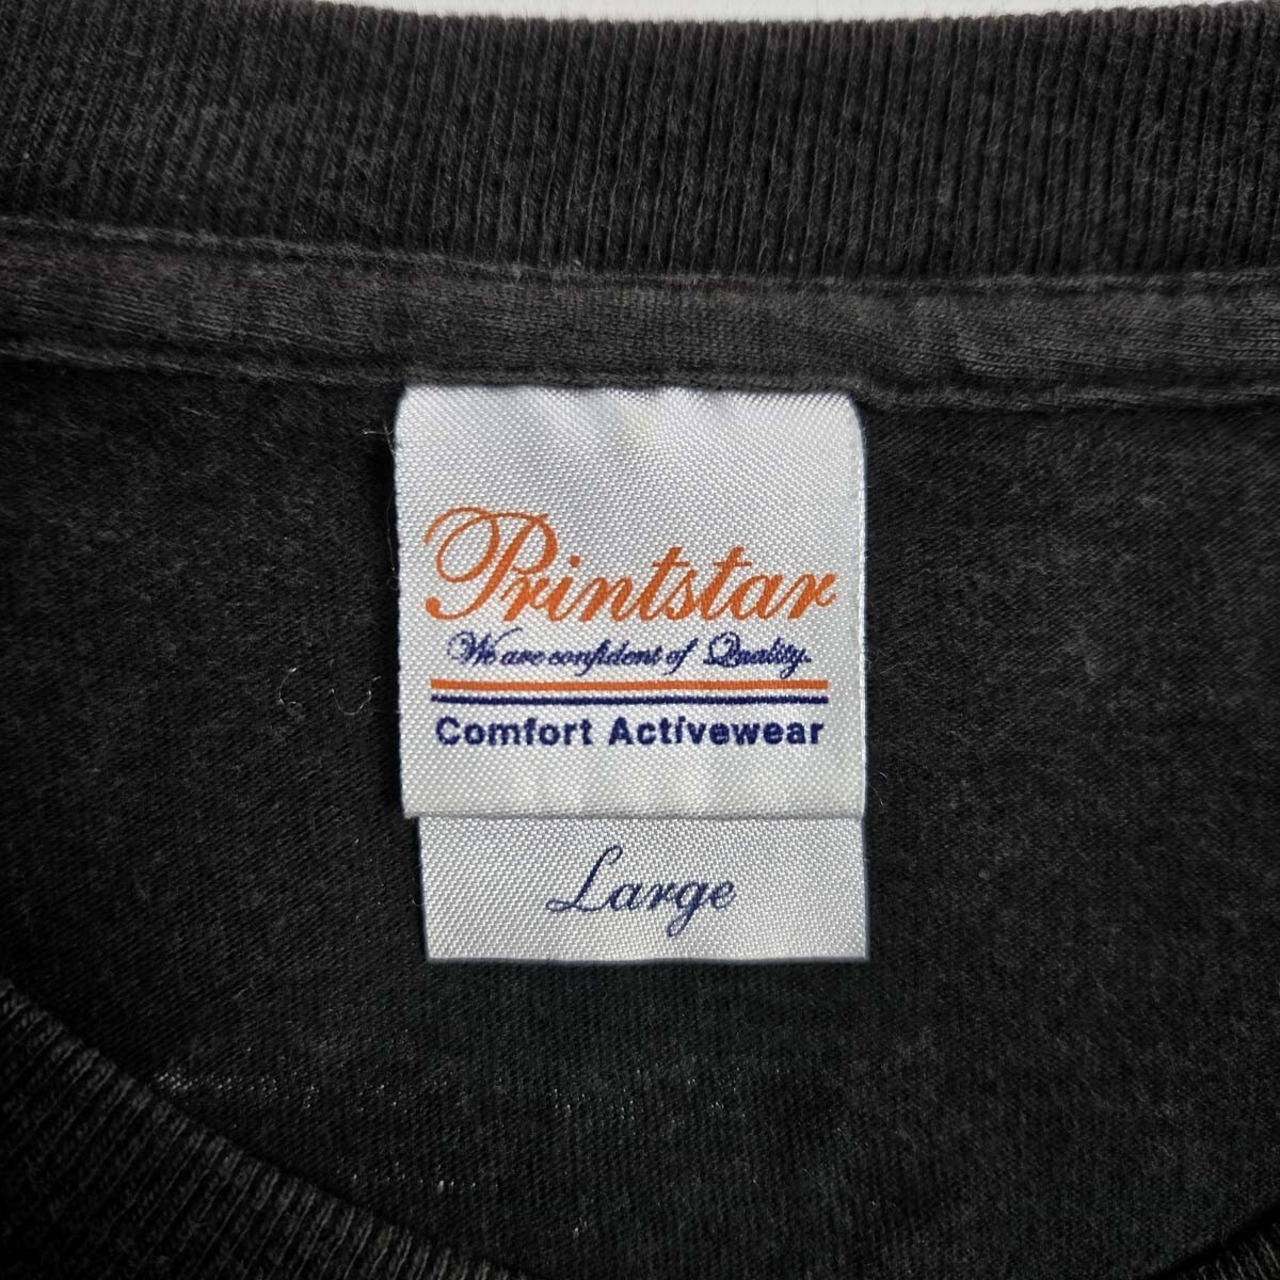 Printstar
We are confident of Quality.
Comfort Activewear
Large